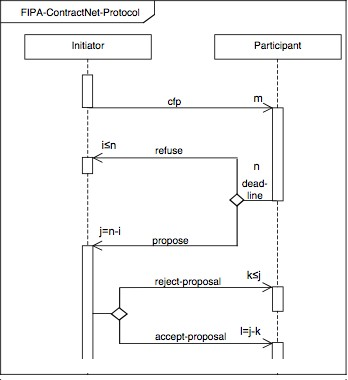 FIPA-ContractNet-Protocol
Initiator
Participant
cfp
m
i≤n
refuse
n
dead-
line
j=n-i
propose
reject-proposal
k≤j
accept-proposal
l=j-k